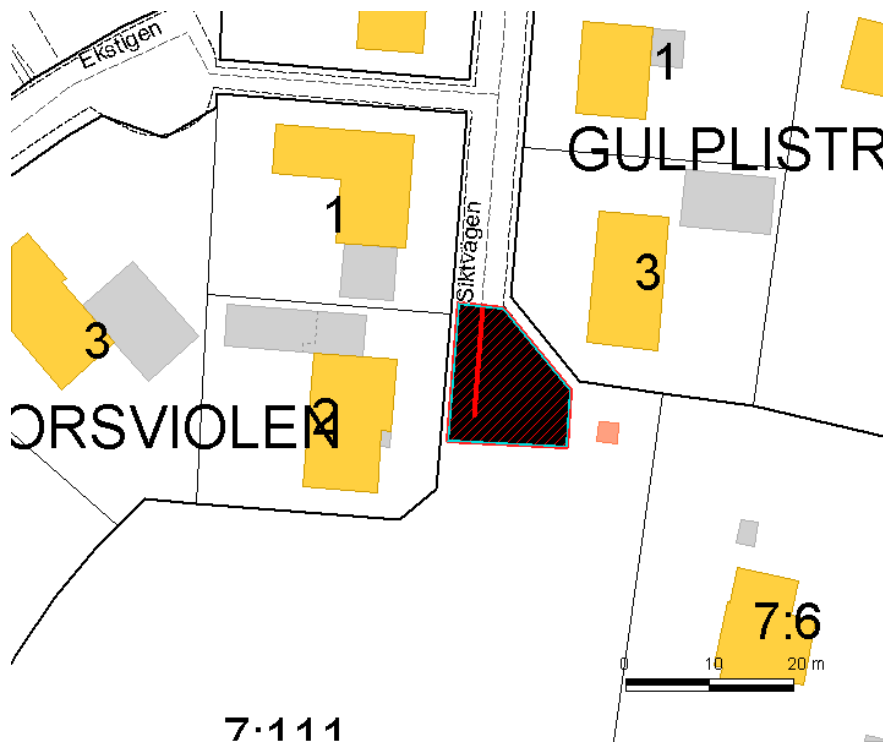 Ekstigen
1
GULPLISTR
1
Siktvägen
3
3
ORSVIOLEN
2
7:6
0 10 20 m
7:111